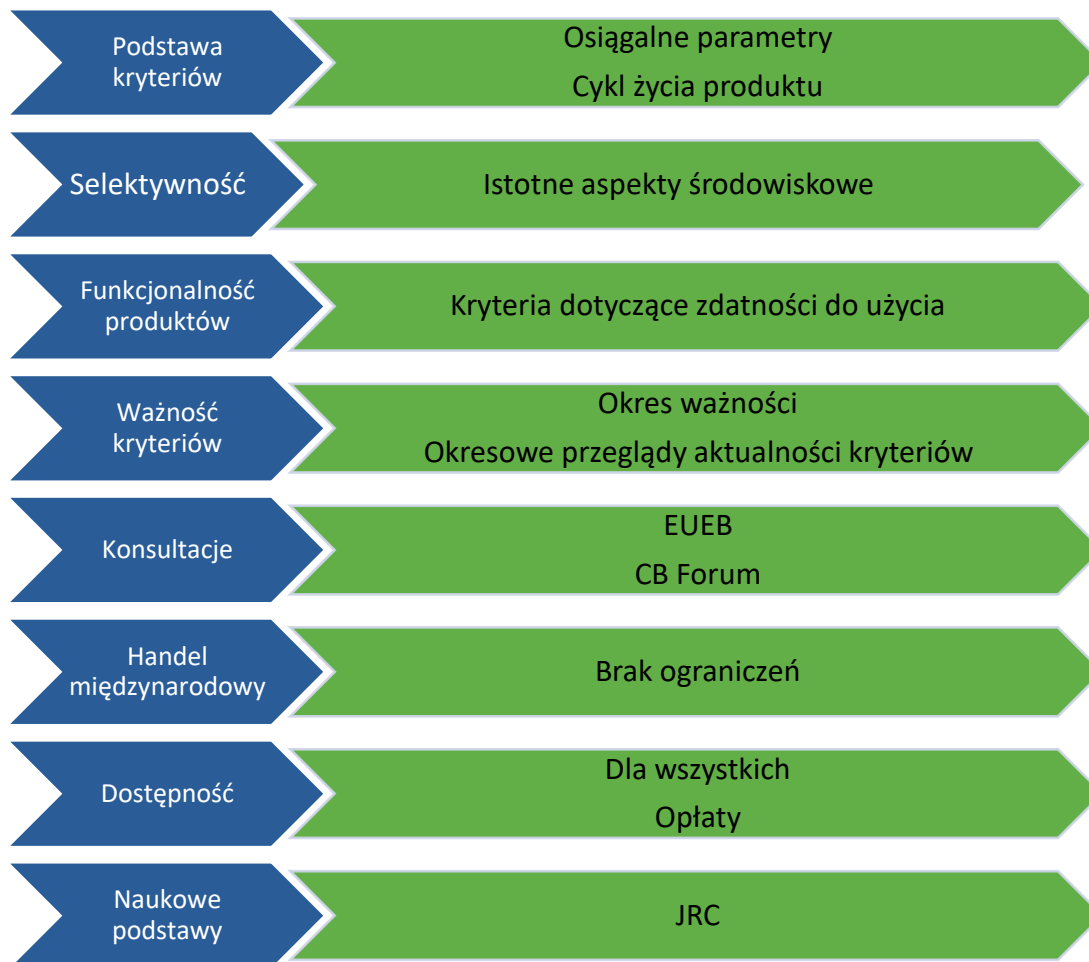 Podstawa
kryteriów
Osiągalne parametry
Cykl życia produktu
Selektywność
Istotne aspekty środowiskowe
Funkcjonalność
produktów
Kryteria dotyczące zdatności do użycia
Ważność
kryteriów
Okres ważności
Okresowe przeglądy aktualności kryteriów
Konsultacje
EUEB
CB Forum
Handel
międzynarodowy
Brak ograniczeń
Dostępność
Dla wszystkich
Opłaty
Naukowe
podstawy
JRC